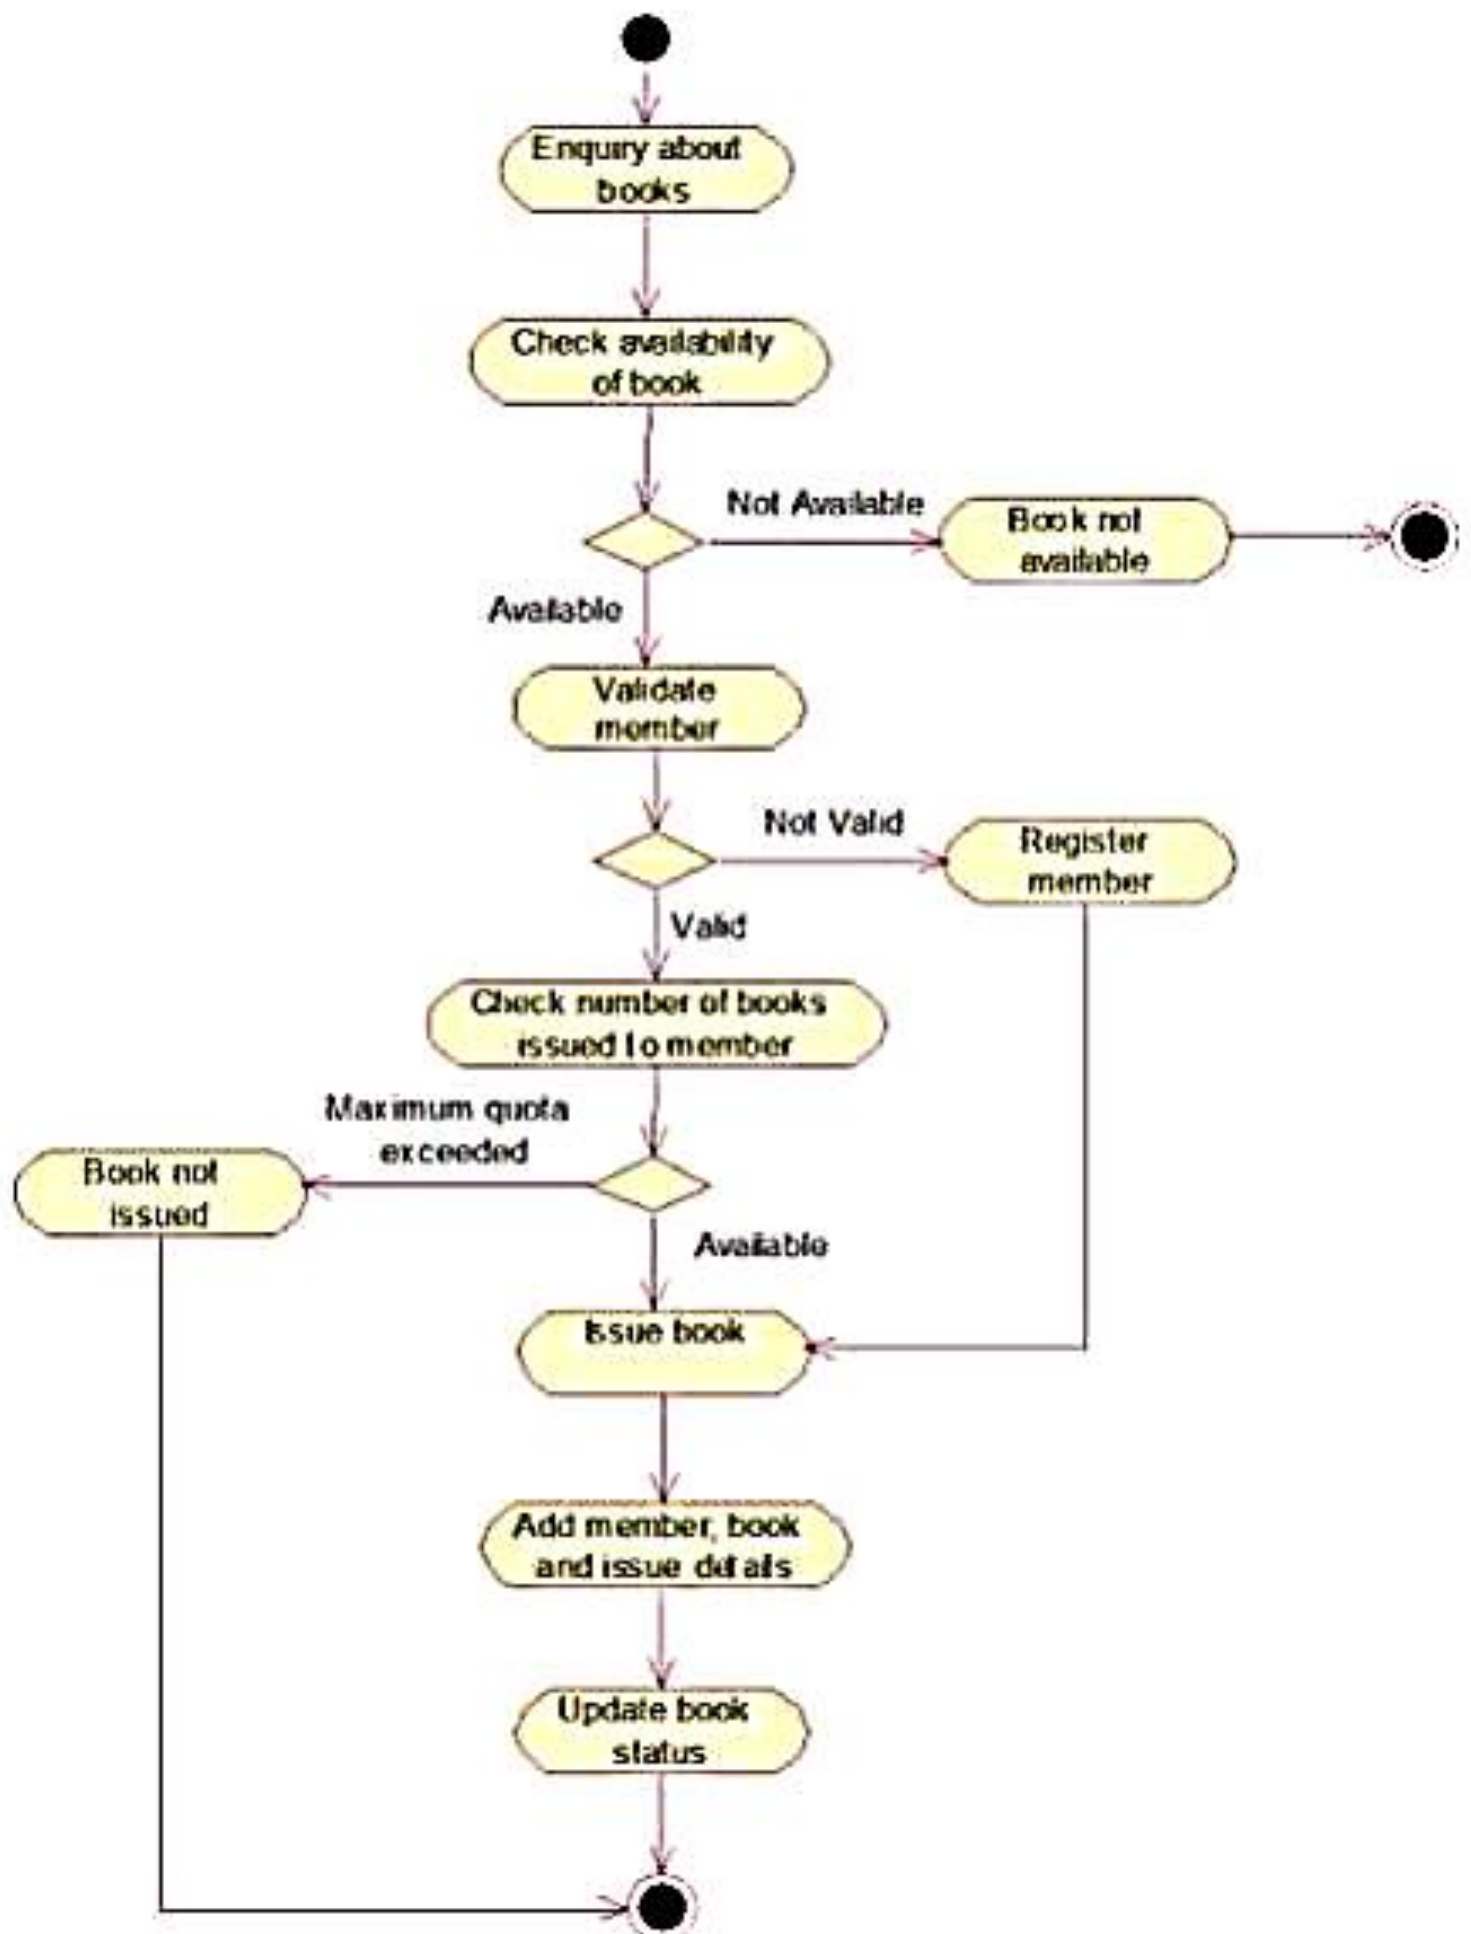 Enquiry about
books
Check availability
of book
Not Available
Book not
available
Available
Validate
member
Not Valid
Register
member
Valid
Check number of books
issued to member
Maximum quota
exceeded
Book not
issued
Available
Issue book
Add member, book
and issue details
Update book
status